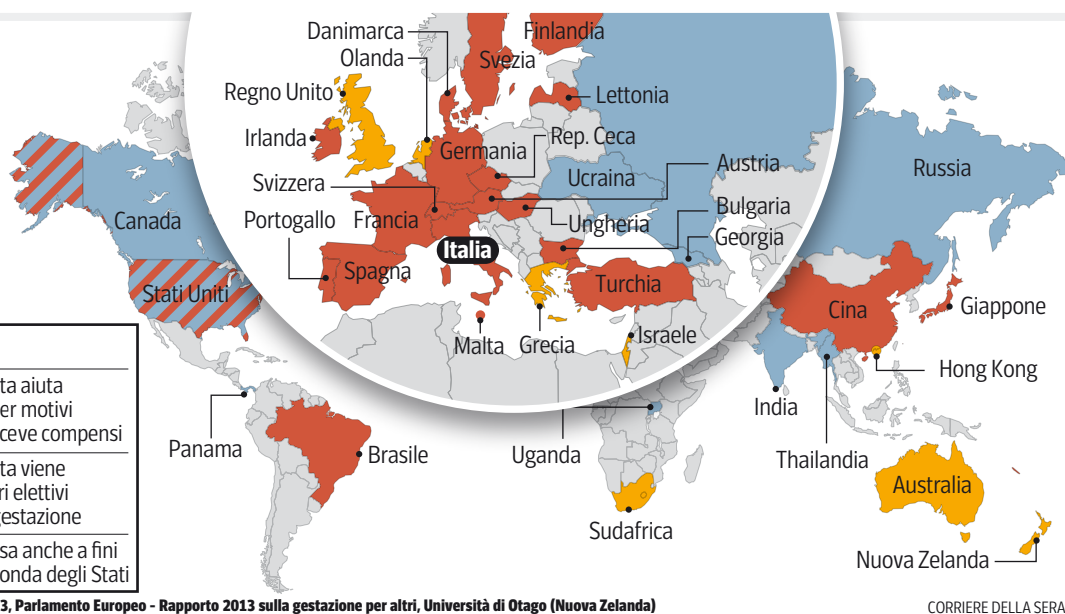 Danimarca
Finlandia
Olanda
Svezia
Regno Unito
Lettonia
Irlanda
Rep. Ceca
Germania
Austria
Russia
Svizzera
Ucraina
Canada
Bulgaria
Portogallo
Francia
Ungheria
Georgia
Italia
Spagna
Turchia
Stati Uniti
Cina
Giappone
Malta
Grecia
Israele
Hong Kong
ta aiuta
er motivi
ceve compensi
India
Panama
Brasile
Uganda
Thailandia
ta viene
ri elettivi
gestazione
Australia
Sudafrica
sa anche a fini
onda degli Stati
Nuova Zelanda
3, Parlamento Europeo - Rapporto 2013 sulla gestazione per altri, Università di Otago (Nuova Zelanda)
CORRIERE DELLA SERA